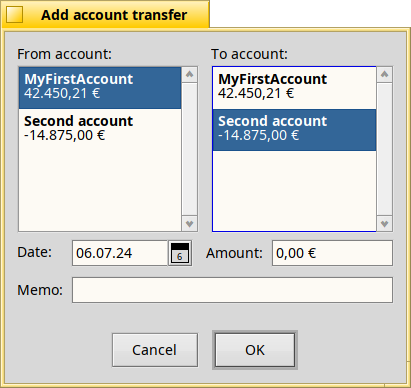 Add account transfer
From account:
To account:
MyFirstAccount
42.450,21 €
Second account
-14.875,00 €
MyFirstAccount
42.450,21 €
Second account
-14.875,00 €
Date: 06.07.24 6 Amount: 0,00 €
Memo:
Cancel OK